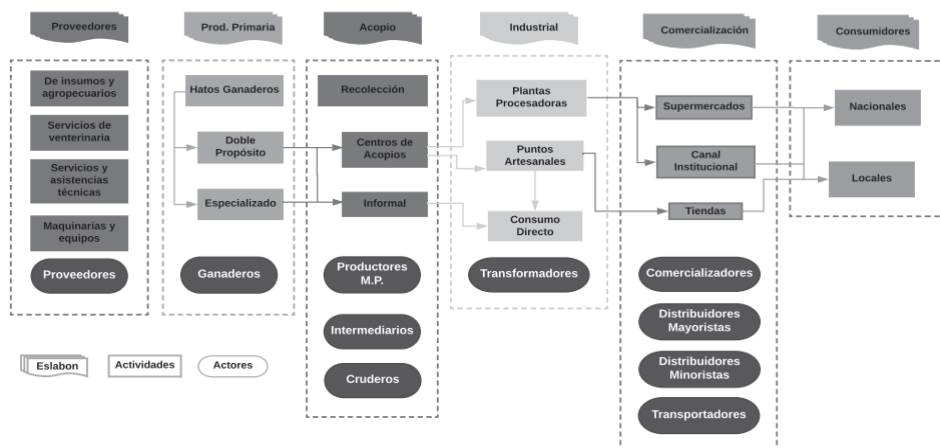 Proveedores
De insumos y
agropecuarios
Servicios de
venterinaria
Servicios y
asistencias
técnicas
Maquinarias y
equipos
Proveedores
Prod. Primaria
Hatos Ganaderos
Doble
Propósito
Especializado
Ganaderos
Acopio
Recolección
Centros de
Acopios
Informal
Productores
M.P.
Intermediarios
Cruderos
Industrial
Plantas
Procesadoras
Puntos
Artesanales
Consumo
Directo
Transformadores
Comercialización
Supermercados
Canal
Institucional
Tiendas
Comercializadores
Distribuidores
Mayoristas
Distribuidores
Minoristas
Transportadores
Consumidores
Nacionales
Locales
Eslabon
Actividades
Actores